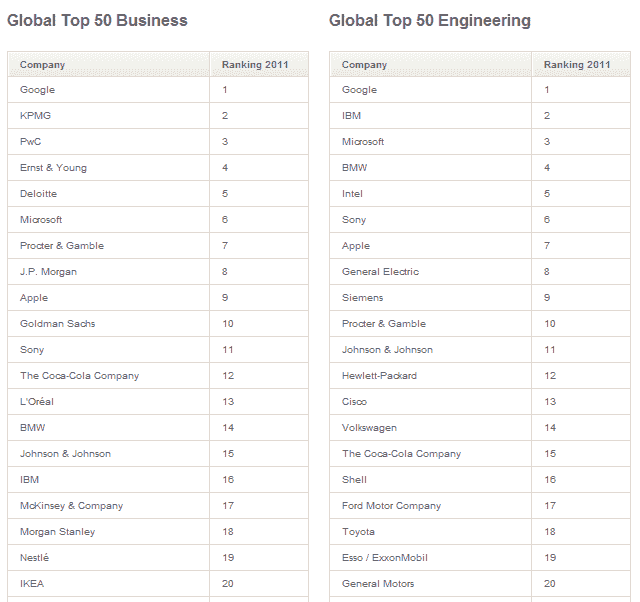 Global Top 50 Business
Company Ranking 2011
Google 1
KPMG 2
PwC 3
Ernst & Young 4
Deloitte 5
Microsoft 6
Procter & Gamble 7
J.P. Morgan 8
Apple 9
Goldman Sachs 10
Sony 11
The Coca-Cola Company 12
L'Oréal 13
BMW 14
Johnson & Johnson 15
IBM 16
McKinsey & Company 17
Morgan Stanley 18
Nestlé 19
IKEA 20
Global Top 50 Engineering
Company Ranking 2011
Google 1
IBM 2
Microsoft 3
BMW 4
Intel 5
Sony 6
Apple 7
General Electric 8
Siemens 9
Procter & Gamble 10
Johnson & Johnson 11
Hewlett-Packard 12
Cisco 13
Volkswagen 14
The Coca-Cola Company 15
Shell 16
Ford Motor Company 17
Toyota 18
Esso / ExxonMobil 19
General Motors 20